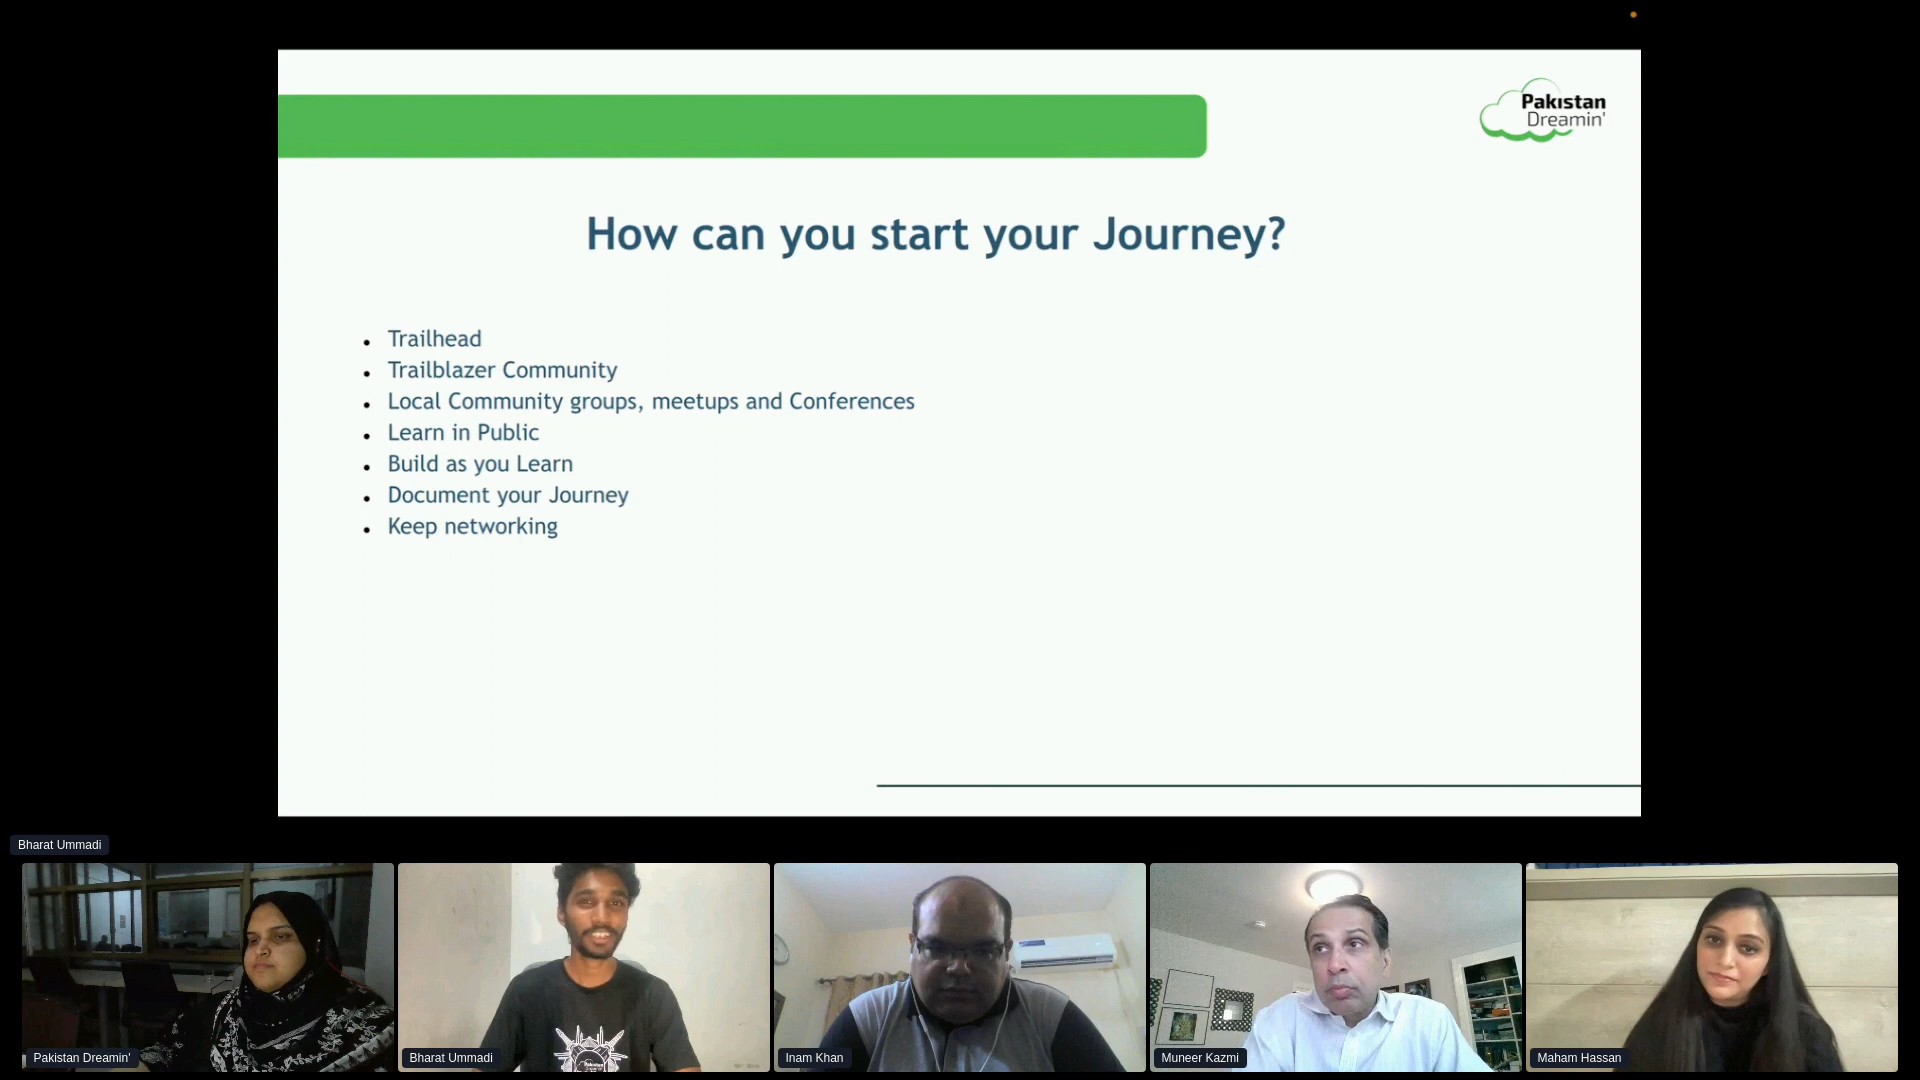 Pakistan
Dreamin'
How can you start your Journey?
• Trailhead
• Trailblazer Community
• Local Community groups, meetups and Conferences
• Learn in Public
• Build as you Learn
• Document your Journey
• Keep networking
Bharat Ummadi
Pakistan Dreamin'
Bharat Ummadi
Inam Khan
Muneer Kazmi
Maham Hassan